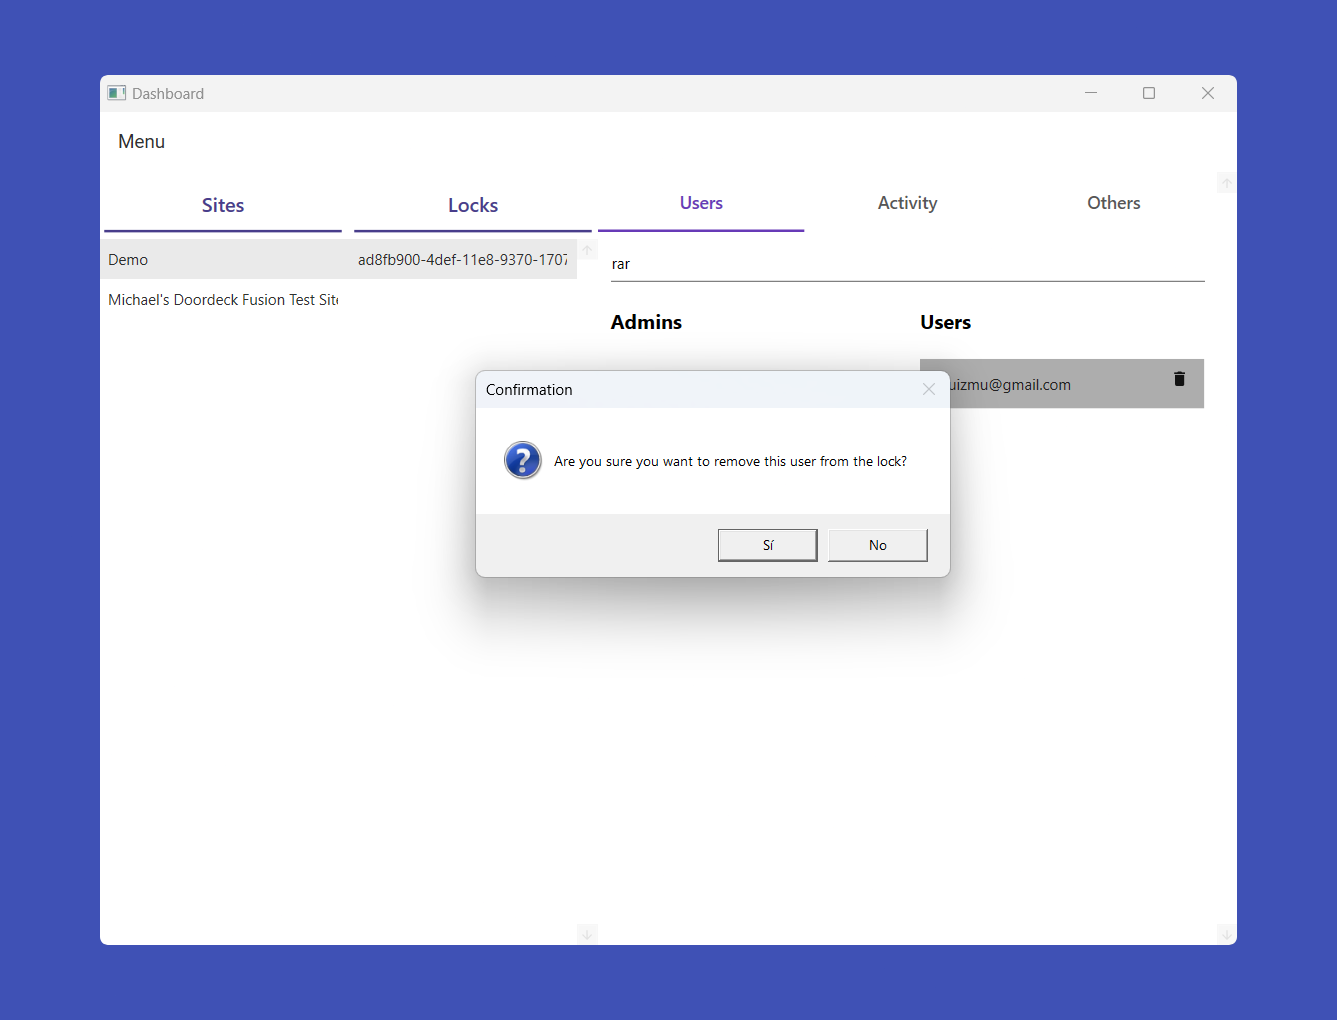 Dashboard
Menu
Sites Locks Users Activity Others
Demo
ad8fb900-4def-11e8-9370-1707
rar
Michael's Doordeck Fusion Test Site
Admins Users
uizmu@gmail.com
Confirmation
Are you sure you want to remove this user from the lock?
Sí No